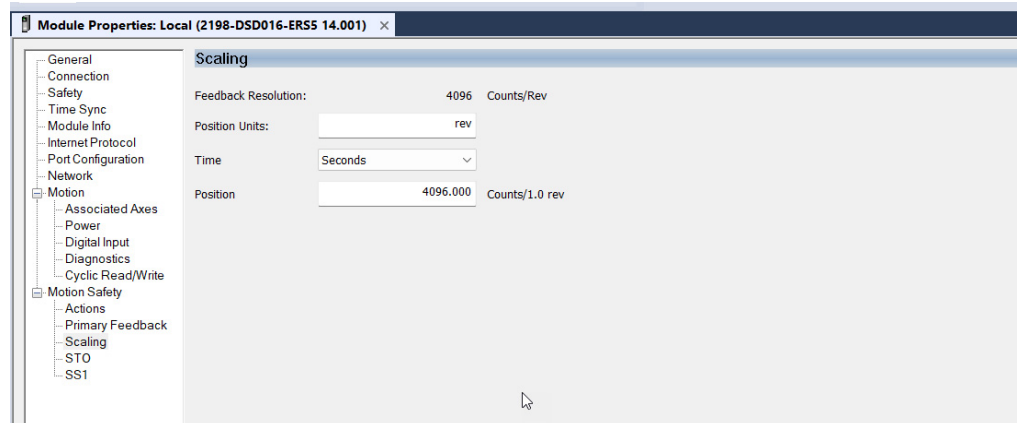 Module Properties: Local (2198-DSD016-ERS5 14.001) ×
General
Connection
Safety
Time Sync
Module Info
Internet Protocol
Port Configuration
Network
Motion
Associated Axes
Power
Digital Input
Diagnostics
Cyclic Read/Write
Motion Safety
Actions
Primary Feedback
Scaling
STO
SS1
Scaling
Feedback Resolution: 4096 Counts/Rev
Position Units: rev
Time Seconds
Position 4096.000 Counts/1.0 rev